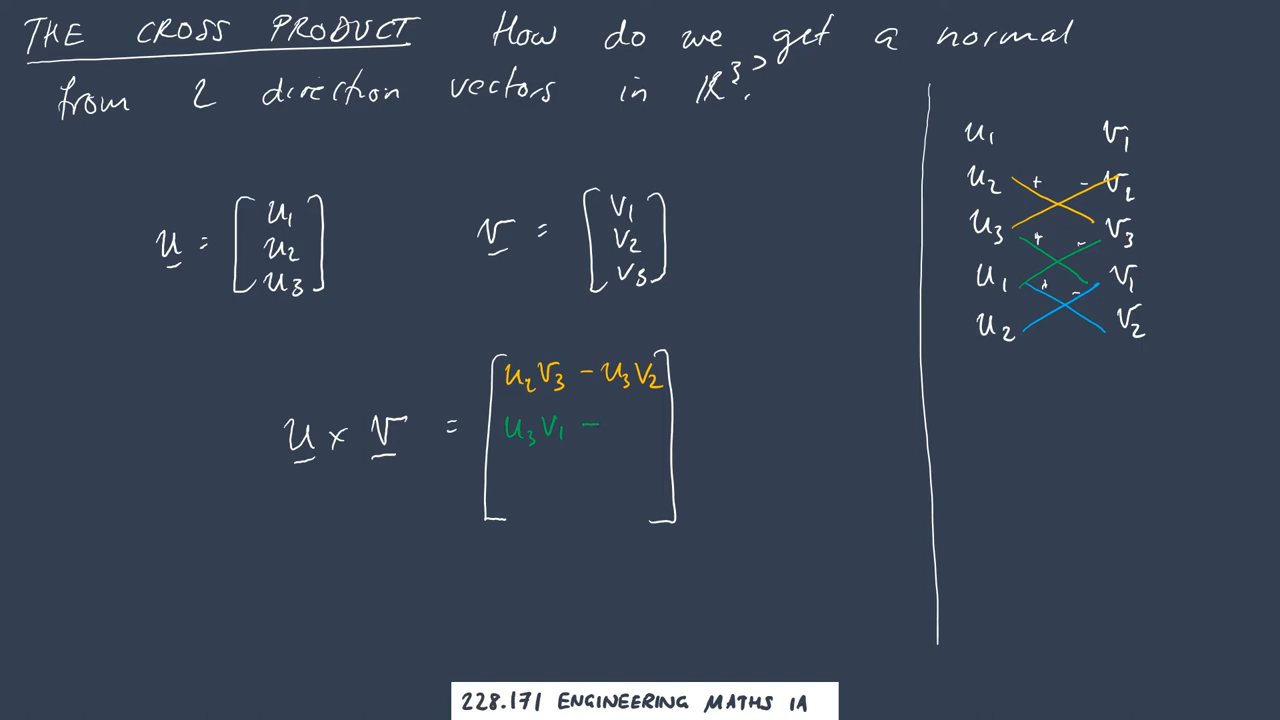 THE CROSS PRODUCT How do we get a normal
from 2 direction vectors in ℝ³?
u = [u₁ u₂ u₃] v = [v₁ v₂ v₃]
u × v = [u₂v₃ − u₃v₂
u₃v₁ −]
u₁ v₁
u₂ + − v₂
u₃ v₃
+ −
u₁ v₁
+ −
u₂ v₂
228.171 ENGINEERING MATHS 1A